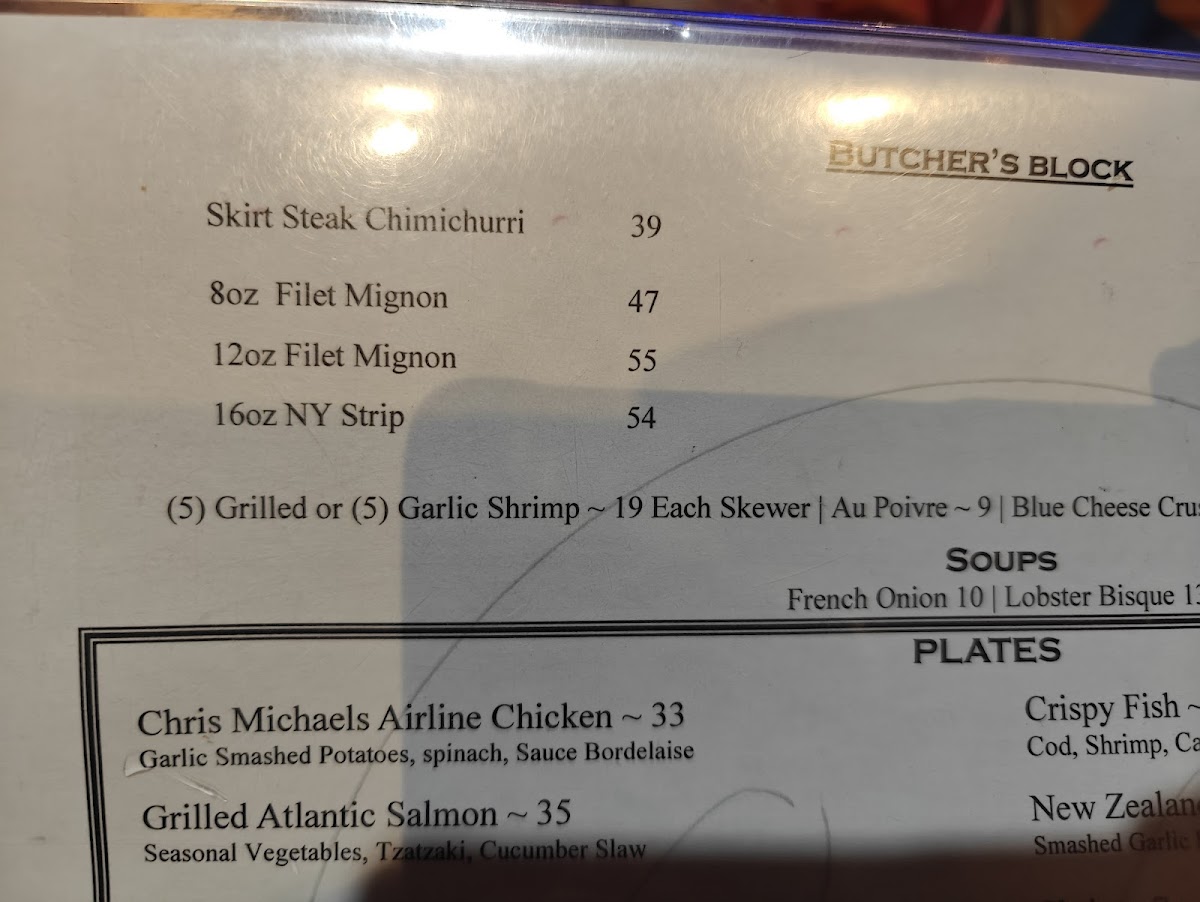 BUTCHER'S BLOCK
Skirt Steak Chimichurri 39
8oz Filet Mignon 47
12oz Filet Mignon 55
16oz NY Strip 54
(5) Grilled or (5) Garlic Shrimp ~ 19 Each Skewer | Au Poivre ~ 9 | Blue Cheese
SOUPS
French Onion 10 | Lobster Bisque
PLATES
Chris Michaels Airline Chicken ~ 33
Garlic Smashed Potatoes, spinach, Sauce Bordelaise
Grilled Atlantic Salmon ~ 35
Seasonal Vegetables, Tzatzaki, Cucumber Slaw
Crispy Fish ~
Cod, Shrimp,
New
Smashed Garlic